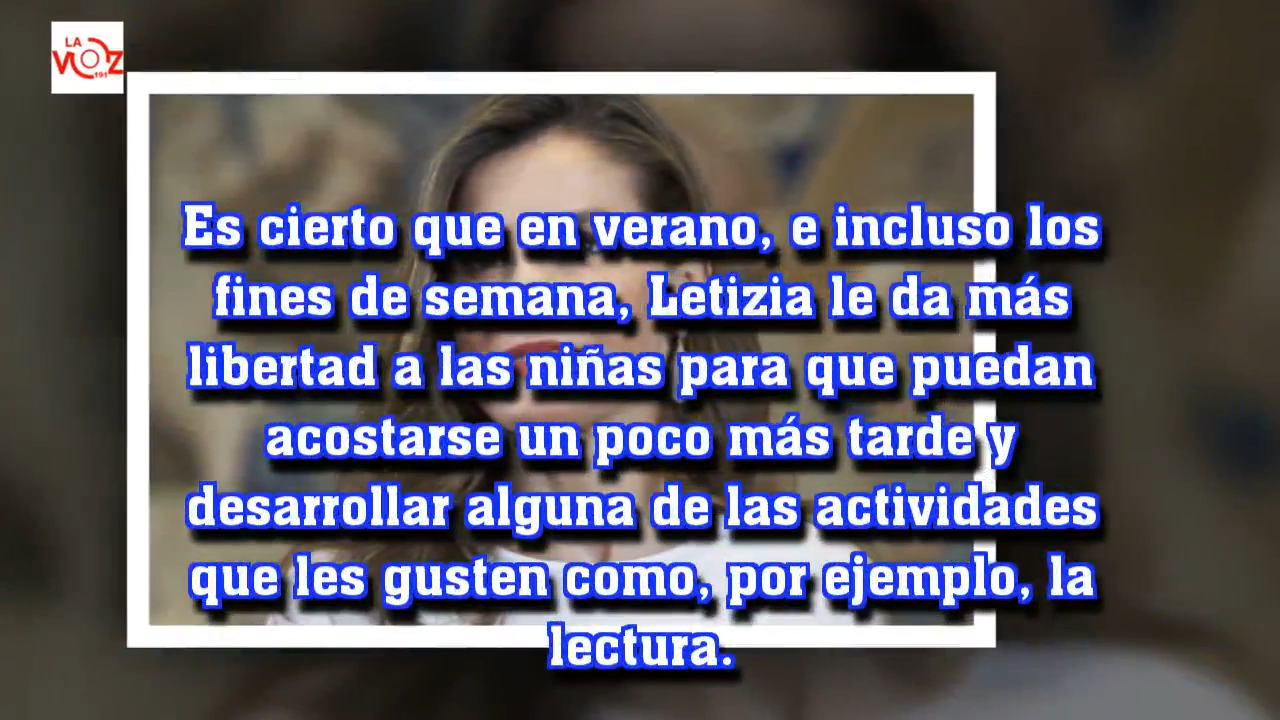 LA
VOZ
191
Es cierto que en verano, e incluso los
fines de semana, Letizia le da más
libertad a las niñas para que puedan
acostarse un poco más tarde y
desarrollar alguna de las actividades
que les gusten como, por ejemplo, la
lectura.